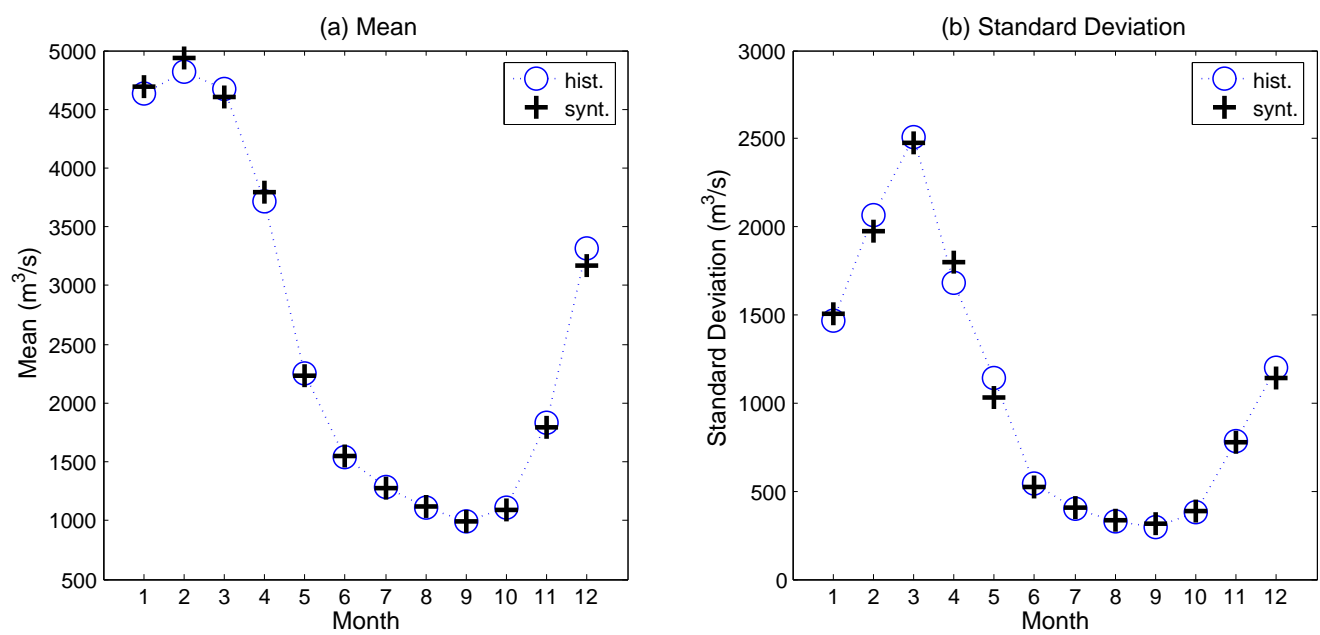 (a) Mean
5000
4500
4000
3500
3000
2500
2000
1500
1000
500
Mean (m³/s)
1 2 3 4 5 6 7 8 9 10 11 12
Month
hist.
synt.
(b) Standard Deviation
3000
2500
2000
1500
1000
500
0
Standard Deviation (m³/s)
1 2 3 4 5 6 7 8 9 10 11 12
Month
hist.
synt.